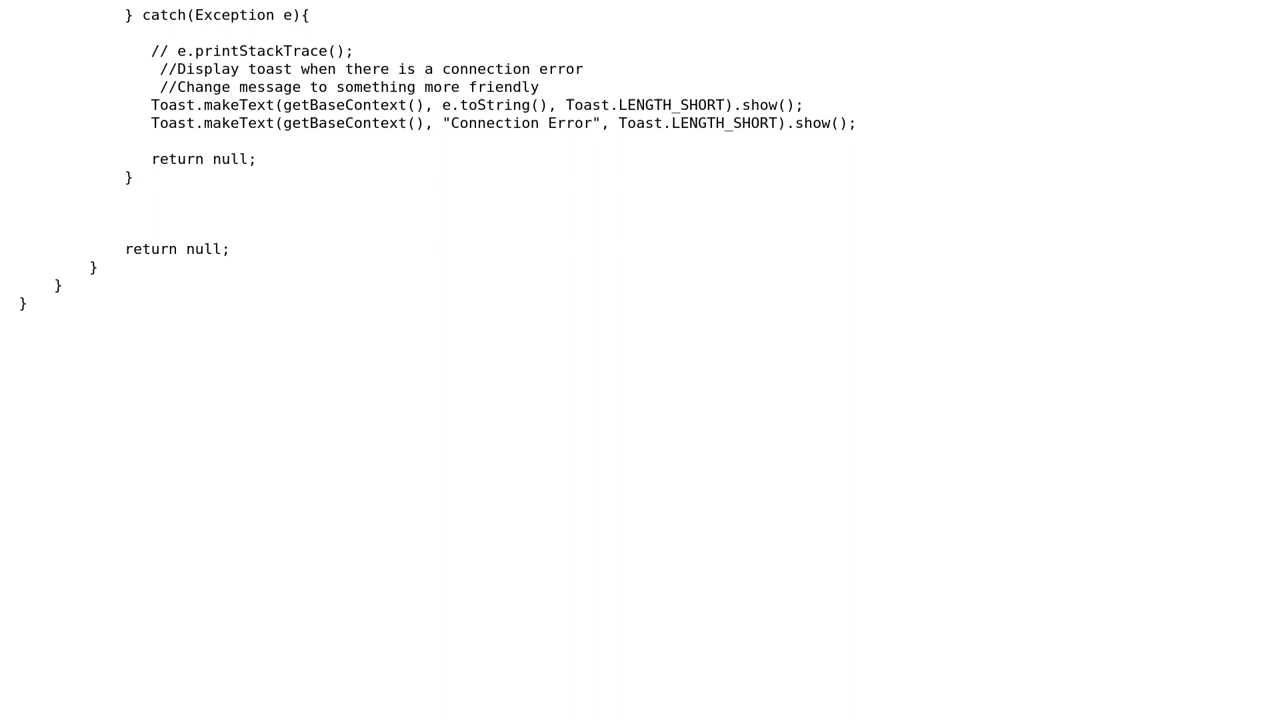 } catch(Exception e){
// e.printStackTrace();
//Display toast when there is a connection error
//Change message to something more friendly
Toast.makeText(getBaseContext(), e.toString(), Toast.LENGTH_SHORT).show();
Toast.makeText(getBaseContext(), "Connection Error", Toast.LENGTH_SHORT).show();
return null;
}
return null;
}
}
}